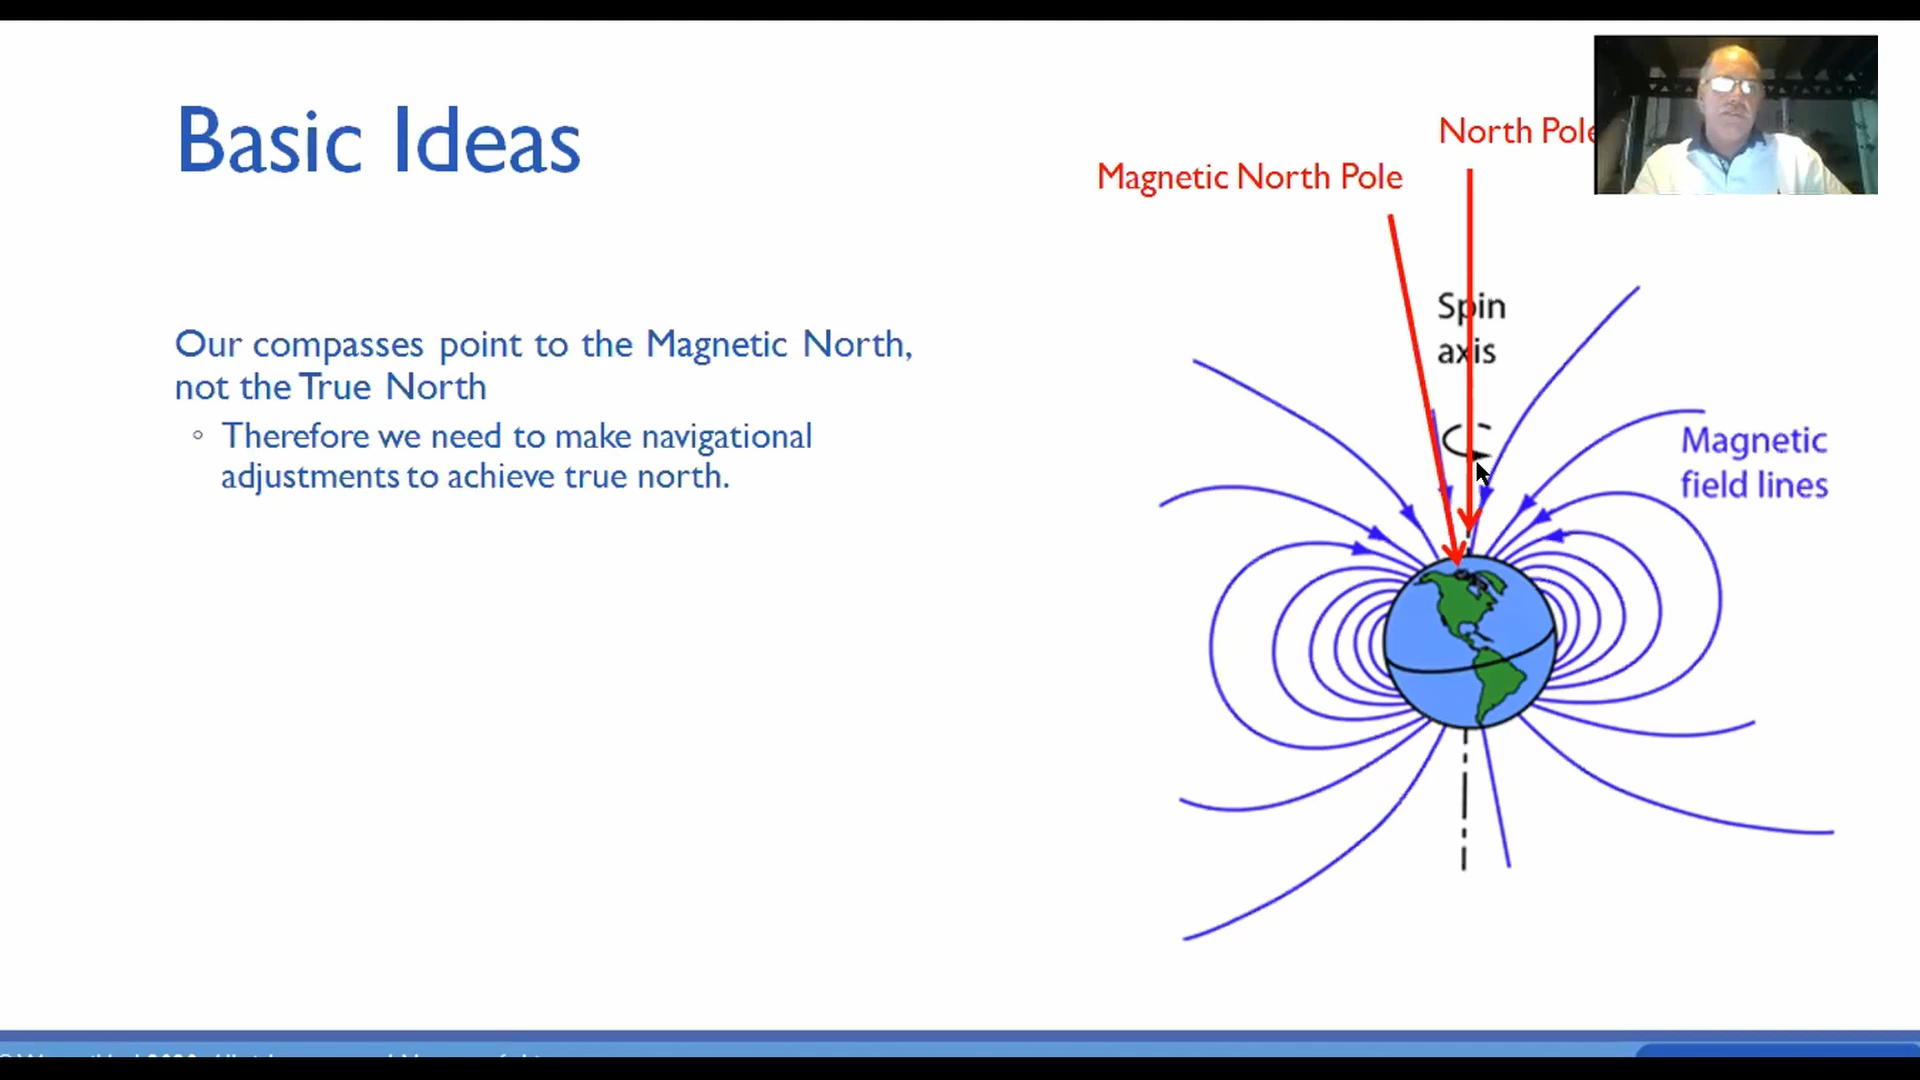 Basic Ideas
North Pole
Magnetic North Pole
Our compasses point to the Magnetic North,
not the True North
◦ Therefore we need to make navigational
adjustments to achieve true north.
Spin
axis
Magnetic
field lines